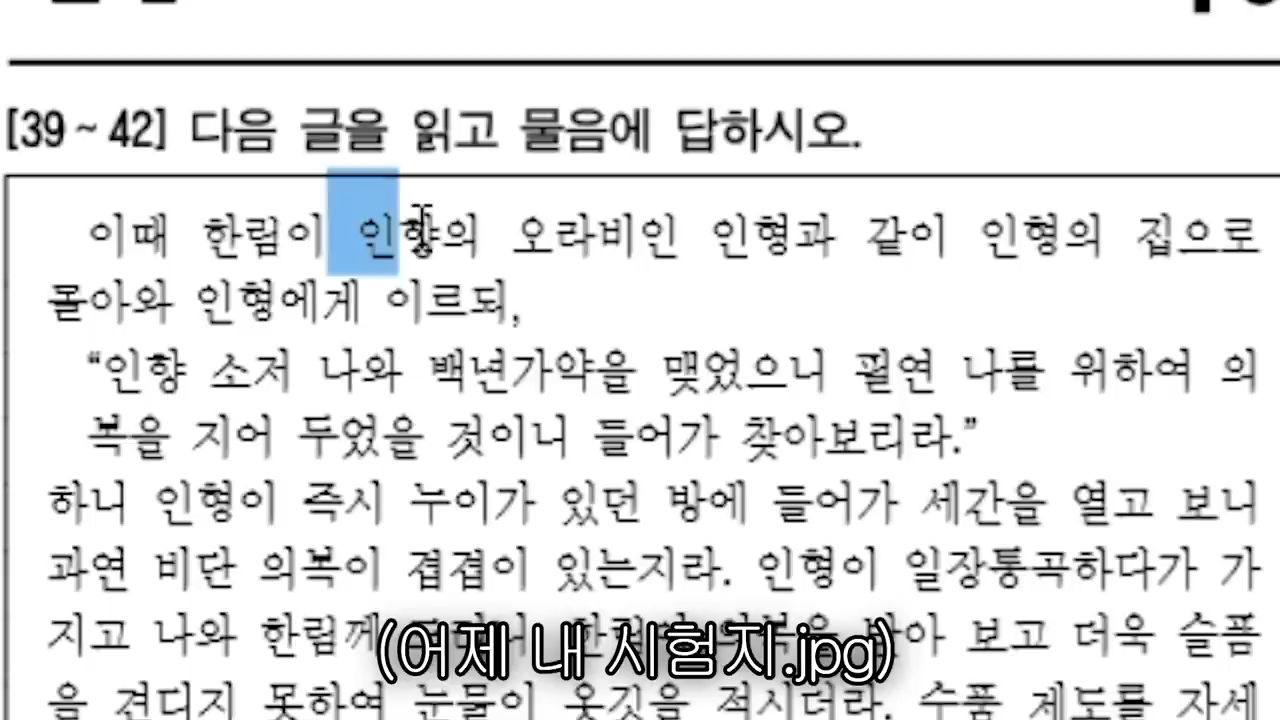 [39 ~ 42] 다음 글을 읽고 물음에 답하시오.
이때 한림이 인향의 오라비인 인형과 같이 인형의 집으로
몰아와 인형에게 이르되,
“인향 소저 나와 백년가약을 맺었으니 필연 나를 위하여 의
복을 지어 두었을 것이니 들어가 찾아보리라.”
하니 인형이 즉시 누이가 있던 방에 들어가 세간을 열고 보니
과연 비단 의복이 겹겹이 있는지라. 인형이 일장통곡하다가 가
지고 나와 한림께 보고 더욱 슬픔
(어제 내 시험지.jpg)
을 견디지 못하여 눈물이 옷깃을 적시더라. 수품 제도를 자세